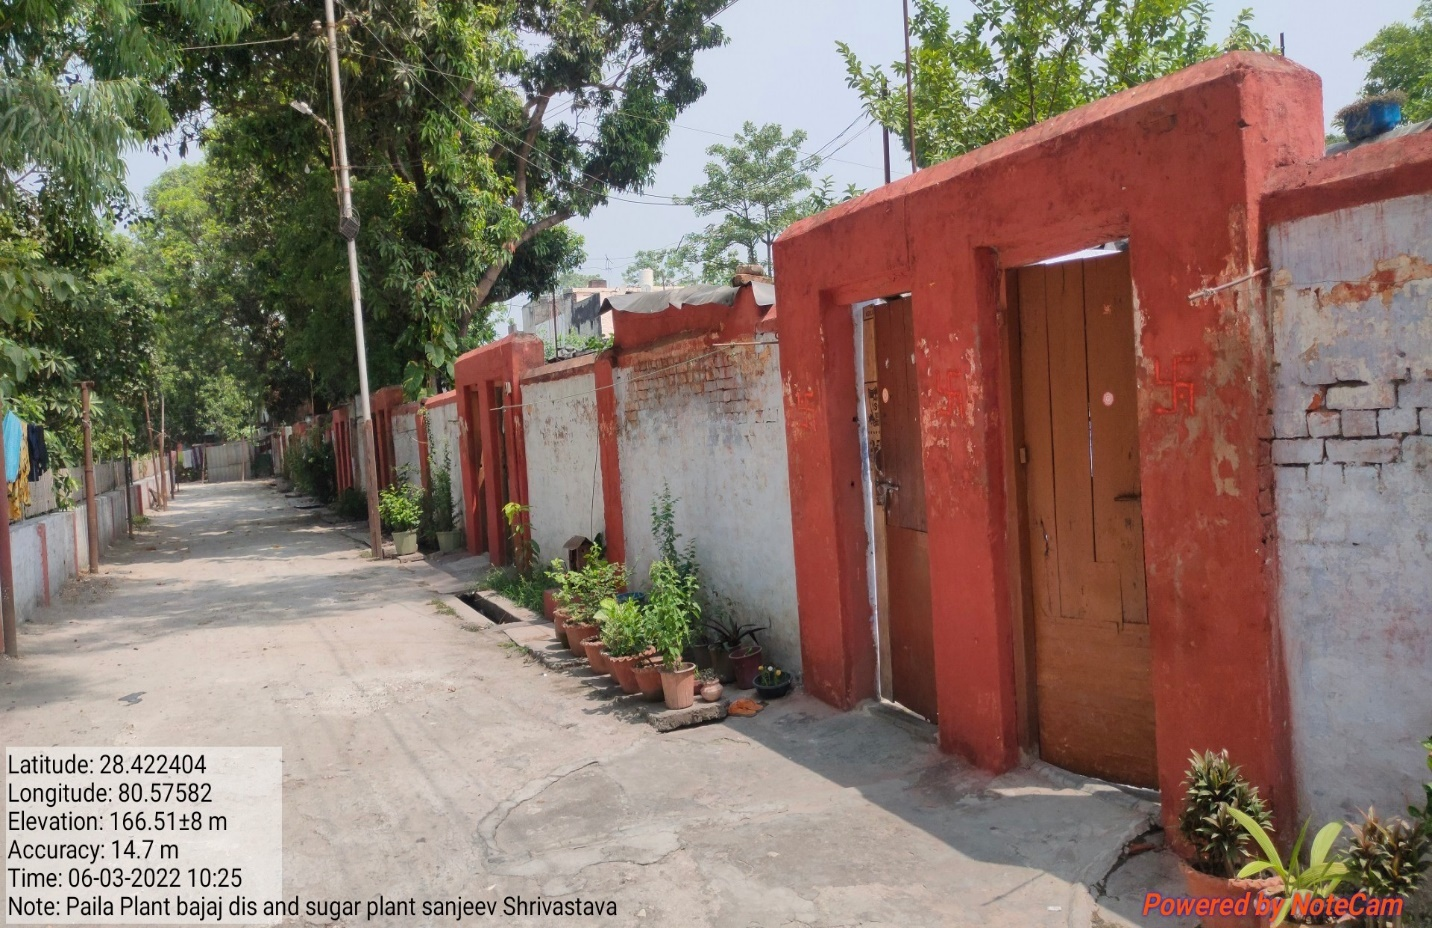 Latitude: 28.422404
Longitude: 80.57582
Elevation: 166.51±8 m
Accuracy: 14.7 m
Time: 06-03-2022 10:25
Note: Paila Plant bajaj dis and sugar plant sanjeev Shrivastava
Powered by NoteCam